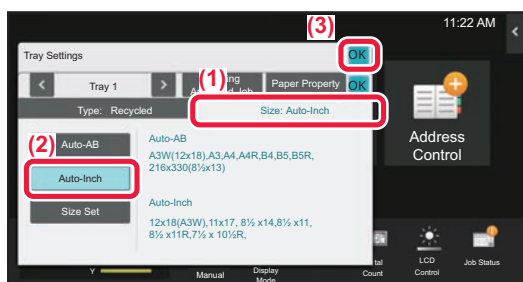 11:22 AM
(3)
Tray Settings
OK
(1)
Tray 1
Paper Property
OK
Type: Recycled
Size: Auto-Inch
(2)
Auto-AB
Auto-AB
A3W(12x18),A3,A4,A4R,B4,B5,B5R,
216x330(8½x13)
Address
Control
Auto-Inch
Auto-Inch
Size Set
12x18(A3W),11x17, 8½ x14,8½ x11,
8½ x11R,7½ x 10½R,
Y
Manual
Display
Mode
Count
LCD
Control
Job Status